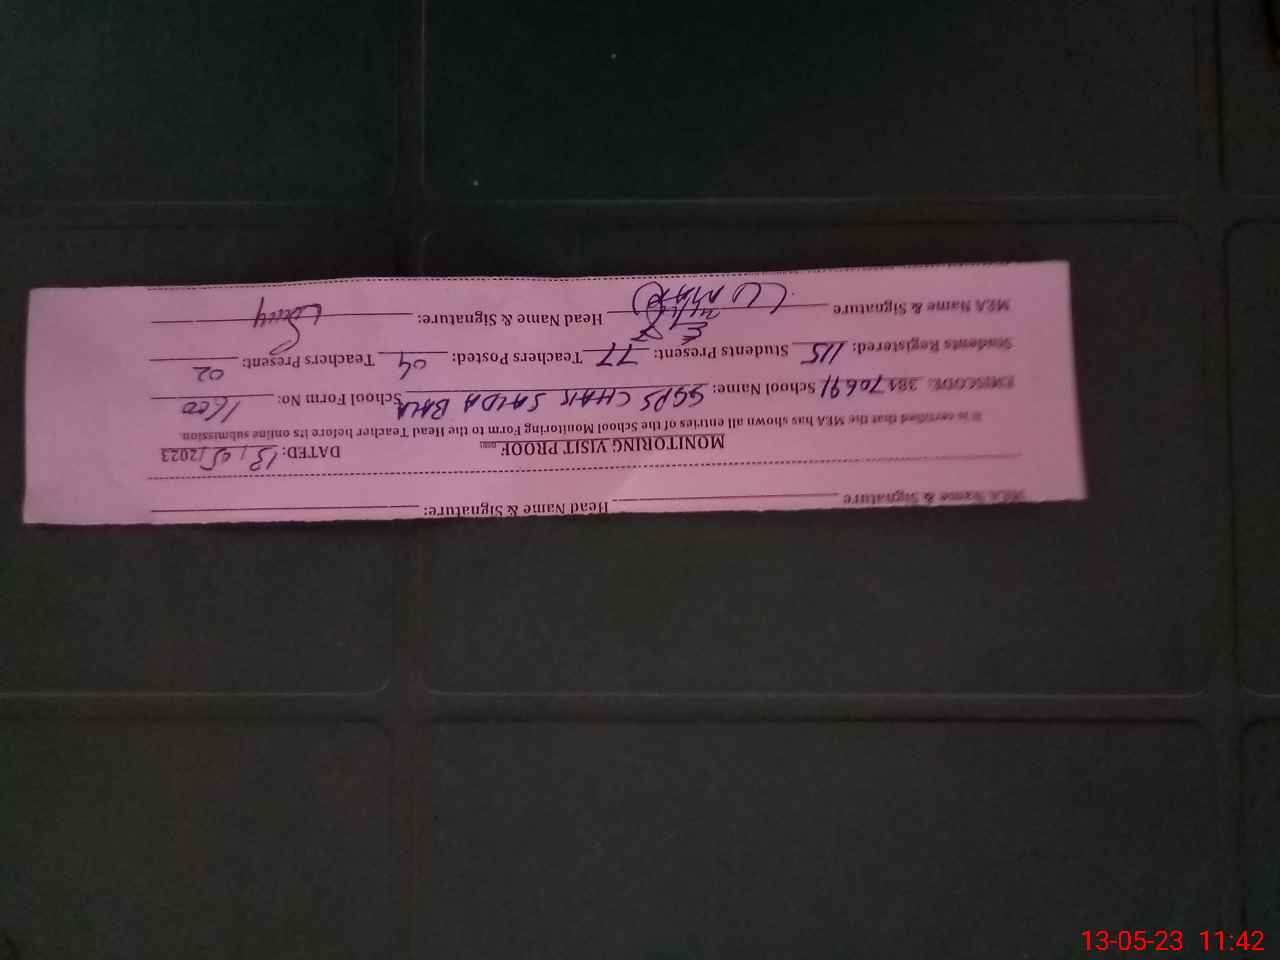 MEA Name & Signature Head Name & Signature:
MONITORING VISIT PROOF DATED: 13/05/2023
It is certified that the MEA has shown all entries of the School Monitoring Form to the Head Teacher before its online submission.
EMISCODE: 38470691 School Name: GGPS CHAK SAIDA BALA School Form No: 1600
Students Registered: 115 Students Present: 77 Teachers Posted: 04 Teachers Present: 02
MEA Name & Signature UMAR Head Name & Signature:
13-05-23 11:42